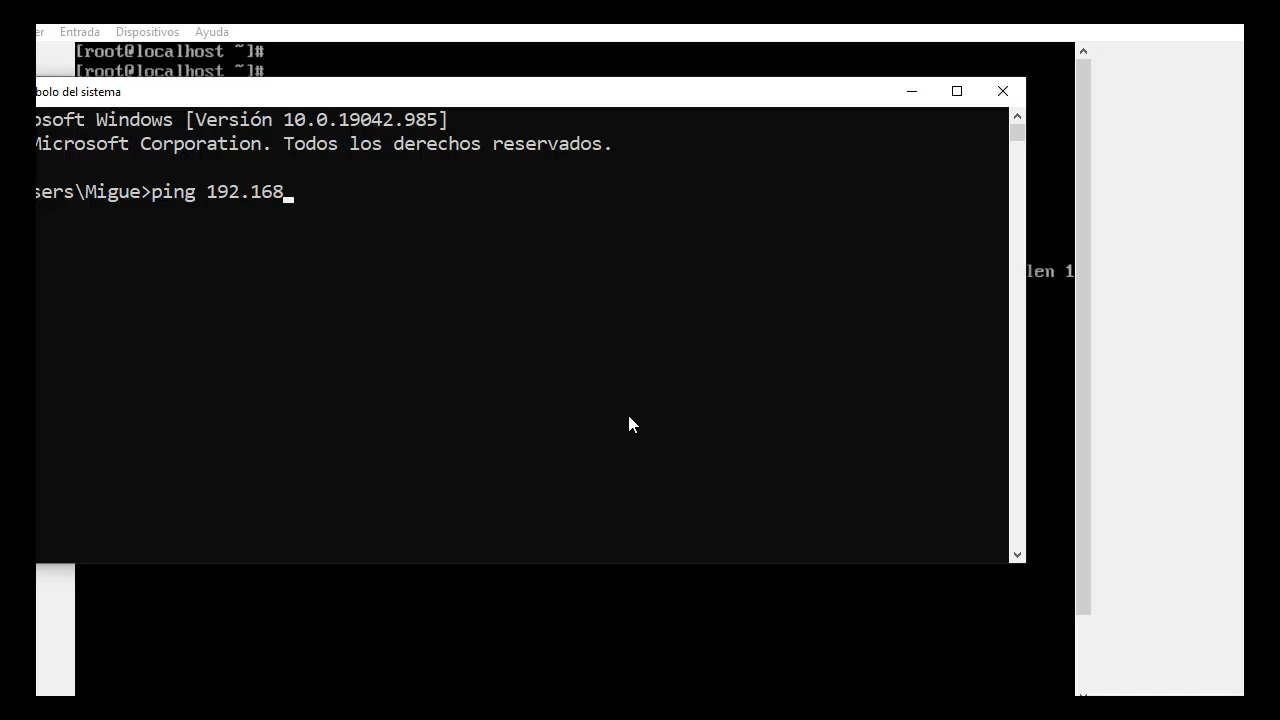 er Entrada Dispositivos Ayuda
[root@localhost ~]#
[root@localhost ~]#
bolo del sistema
osoft Windows [Versión 10.0.19042.985]
Microsoft Corporation. Todos los derechos reservados.
sers\Migue>ping 192.168
len 1